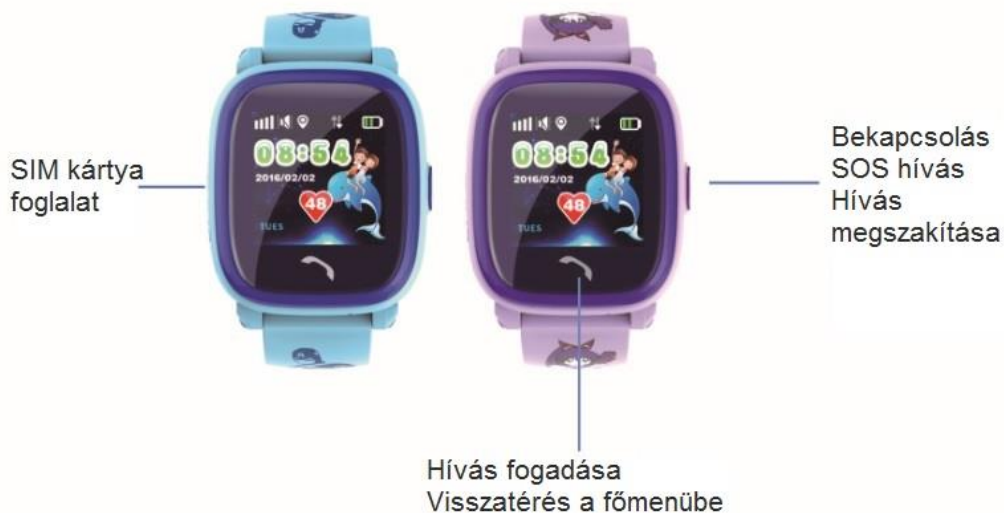 SIM kártya
foglalat
08:54
2016/02/02
48
TUES
08:54
2016/02/02
48
TUES
Bekapcsolás
SOS hívás
Hívás
megszakítása
Hívás fogadása
Visszatérés a főmenübe